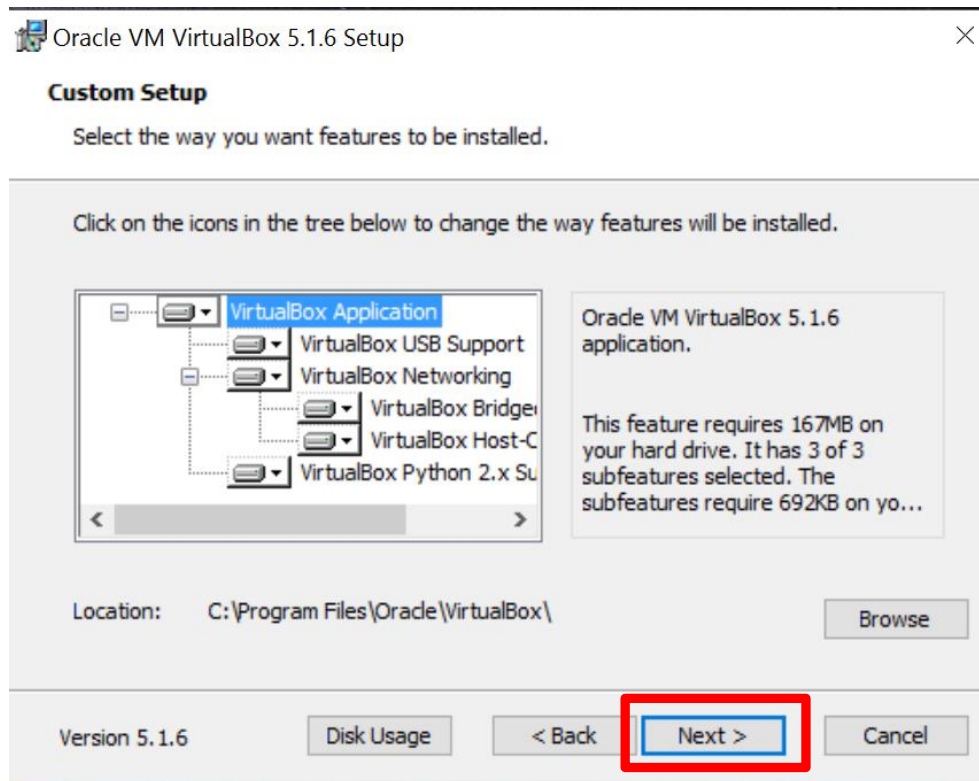 Oracle VM VirtualBox 5.1.6 Setup
Custom Setup
Select the way you want features to be installed.
Click on the icons in the tree below to change the way features will be installed.
VirtualBox Application
VirtualBox USB Support
VirtualBox Networking
VirtualBox Bridge
VirtualBox Host-C
VirtualBox Python 2.x Su
Oracle VM VirtualBox 5.1.6
application.
This feature requires 167MB on
your hard drive. It has 3 of 3
subfeatures selected. The
subfeatures require 692KB on yo...
Location: C:\Program Files\Oracle\VirtualBox\
Browse
Version 5.1.6
Disk Usage
< Back
Next >
Cancel